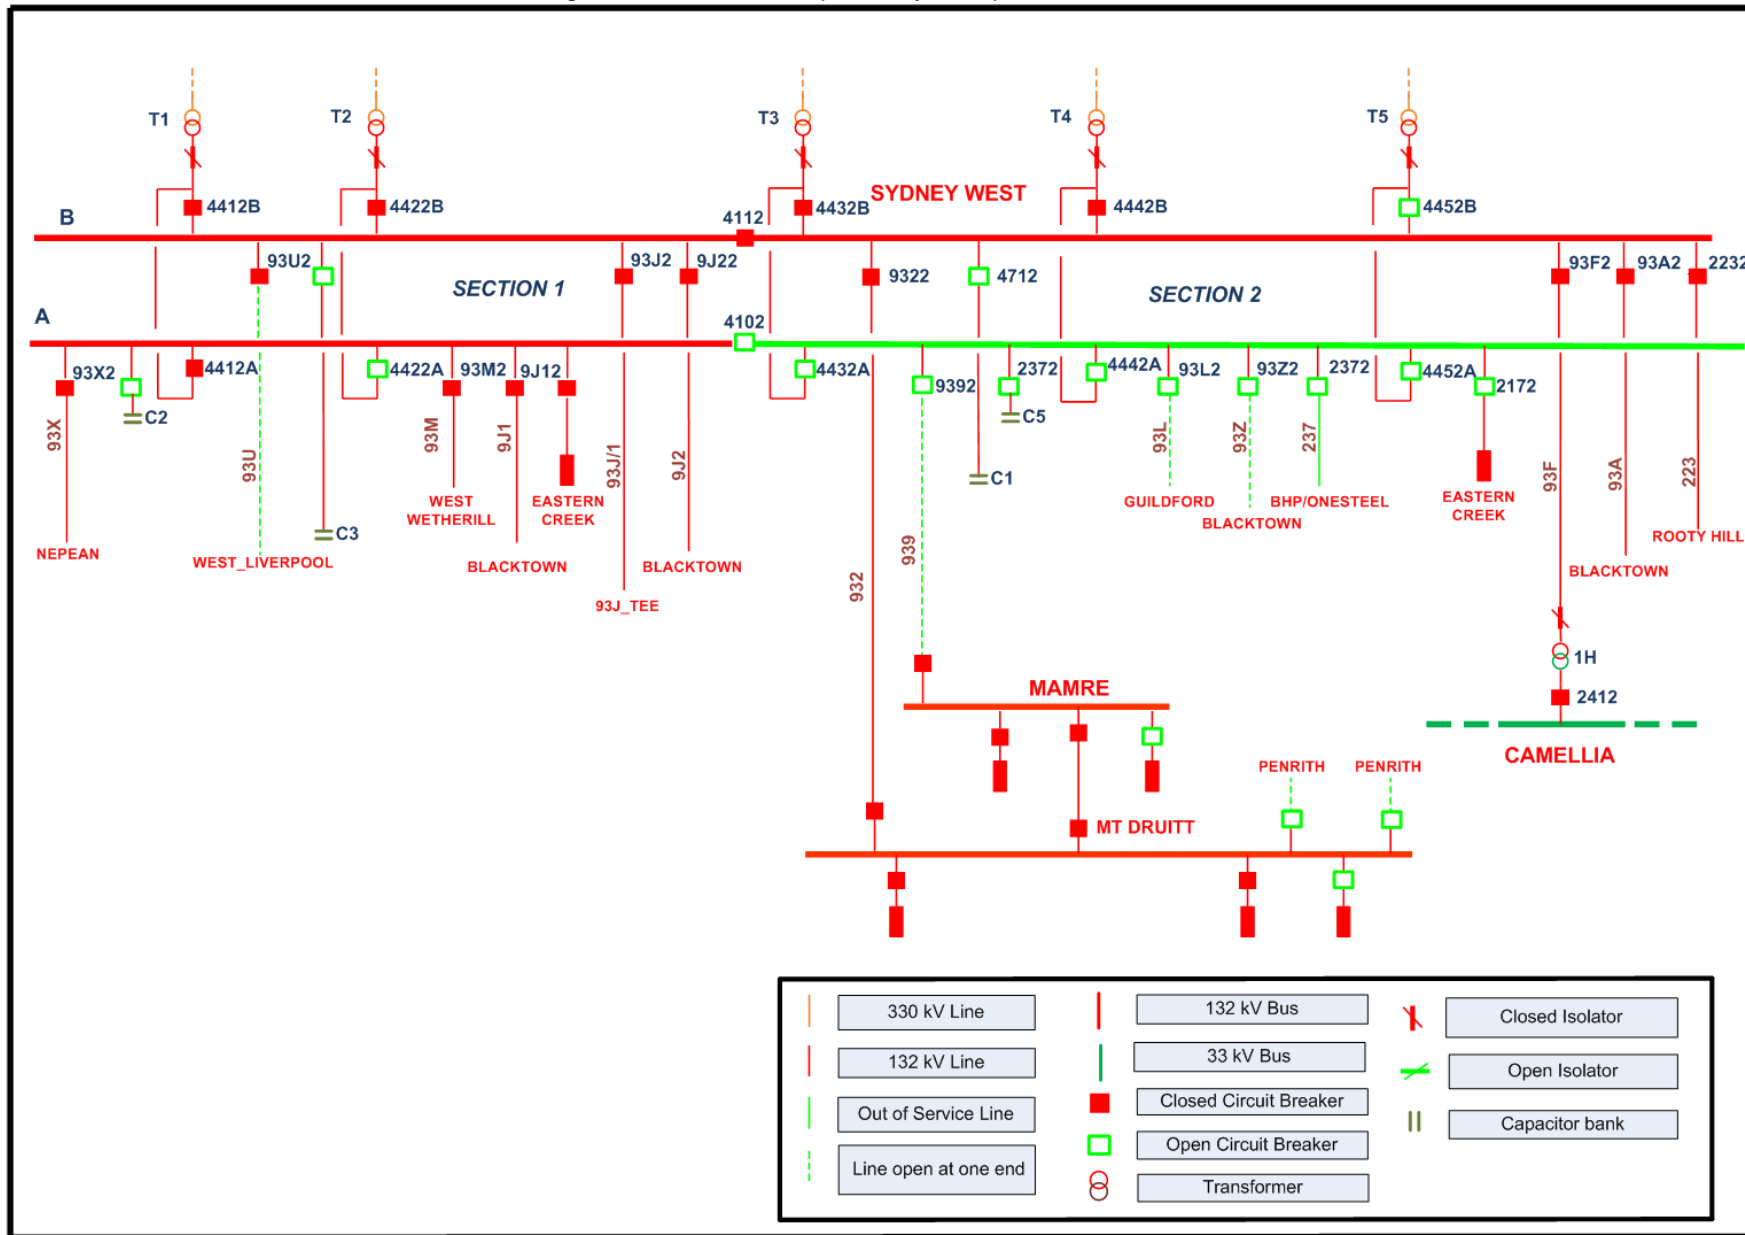 T1
T2
T3
T4
T5
SYDNEY WEST
4412B
4422B
4432B
4442B
4452B
B
4112
93U2
93J2
9J22
9322
4712
93F2
93A2
2232
SECTION 1
SECTION 2
A
4102
93X2
4412A
4422A
93M2
9J12
4432A
9392
2372
4442A
93L2
93Z2
2372
4452A
2172
C2
C5
93X
93U
93M
9J1
93J/1
9J2
93L
93Z
237
93F
93A
223
C1
C3
NEPEAN
WEST_LIVERPOOL
WEST
WETHERILL
EASTERN
CREEK
BLACKTOWN
93J_TEE
BLACKTOWN
GUILDFORD
BLACKTOWN
BHP/ONESTEEL
EASTERN
CREEK
ROOTY HILL
BLACKTOWN
932
939
1H
2412
MAMRE
CAMELLIA
PENRITH
PENRITH
MT DRUITT
330 kV Line
132 kV Line
Out of Service Line
Line open at one end
132 kV Bus
33 kV Bus
Closed Circuit Breaker
Open Circuit Breaker
Transformer
Closed Isolator
Open Isolator
Capacitor bank